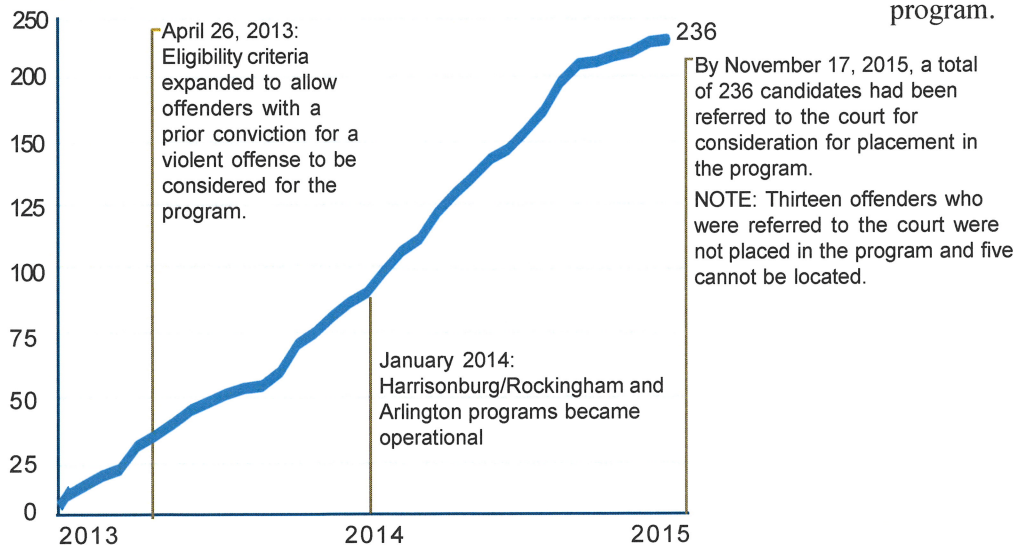 program.
250
200
150
125
100
75
50
25
0
April 26, 2013:
Eligibility criteria
expanded to allow
offenders with a
prior conviction for a
violent offense to be
considered for the
program.
236
By November 17, 2015, a total
of 236 candidates had been
referred to the court for
consideration for placement in
the program.
NOTE: Thirteen offenders who
were referred to the court were
not placed in the program and five
cannot be located.
January 2014:
Harrisonburg/Rockingham and
Arlington programs became
operational
2013
2014
2015